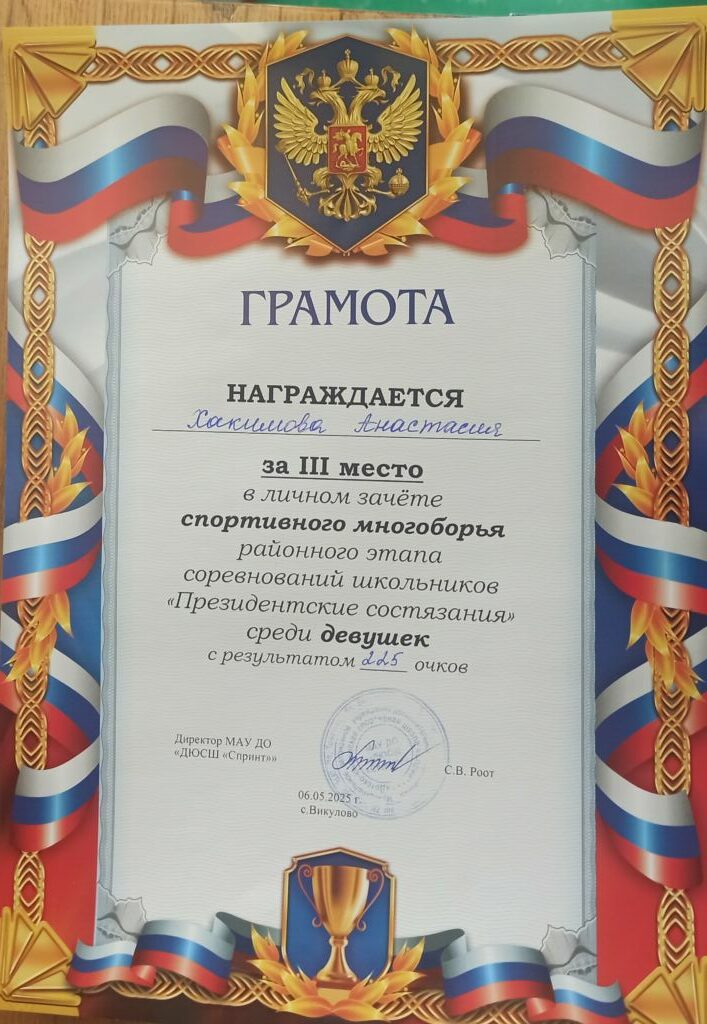 ГРАМОТА
НАГРАЖДАЕТСЯ
Хакимова Анастасия
за III место
в личном зачёте
спортивного многоборья
районного этапа
соревнований школьников
«Президентские состязания»
среди девушек
с результатом 225 очков
Директор МАУ ДО
«ДЮСШ «Спринт»»
С.В. Роот
06.05.2025 г.
с.Викулово